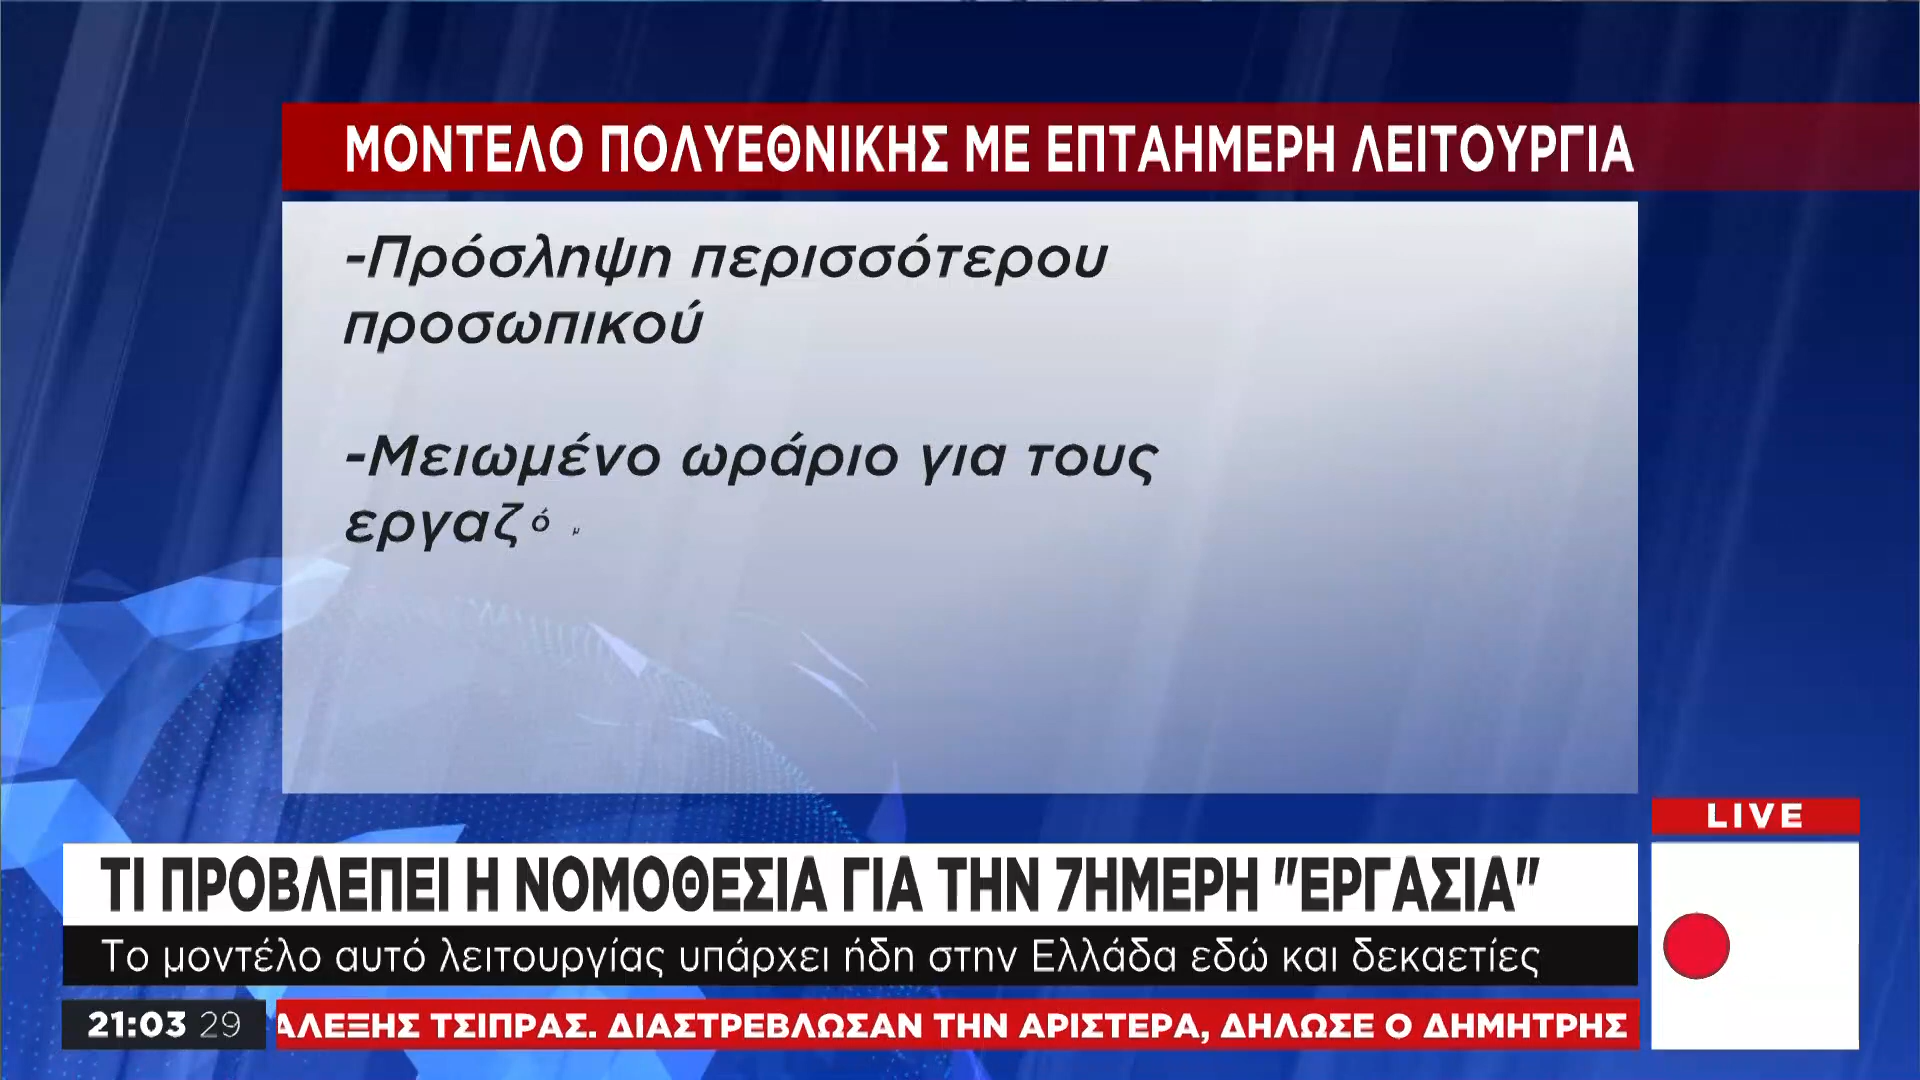 ΜΟΝΤΕΛΟ ΠΟΛΥΕΘΝΙΚΗΣ ΜΕ ΕΠΤΑΗΜΕΡΗ ΛΕΙΤΟΥΡΓΙΑ
-Πρόσληψη περισσότερου
προσωπικού
-Μειωμένο ωράριο για τους
εργαζόμ
LIVE
ΤΙ ΠΡΟΒΛΕΠΕΙ Η ΝΟΜΟΘΕΣΙΑ ΓΙΑ ΤΗΝ 7ΗΜΕΡΗ "ΕΡΓΑΣΙΑ"
Το μοντέλο αυτό λειτουργίας υπάρχει ήδη στην Ελλάδα εδώ και δεκαετίες
21:03 29
ΑΛΕΞΗΣ ΤΣΙΠΡΑΣ. ΔΙΑΣΤΡΕΒΛΩΣΑΝ ΤΗΝ ΑΡΙΣΤΕΡΑ, ΔΗΛΩΣΕ Ο ΔΗΜΗΤΡΗΣ